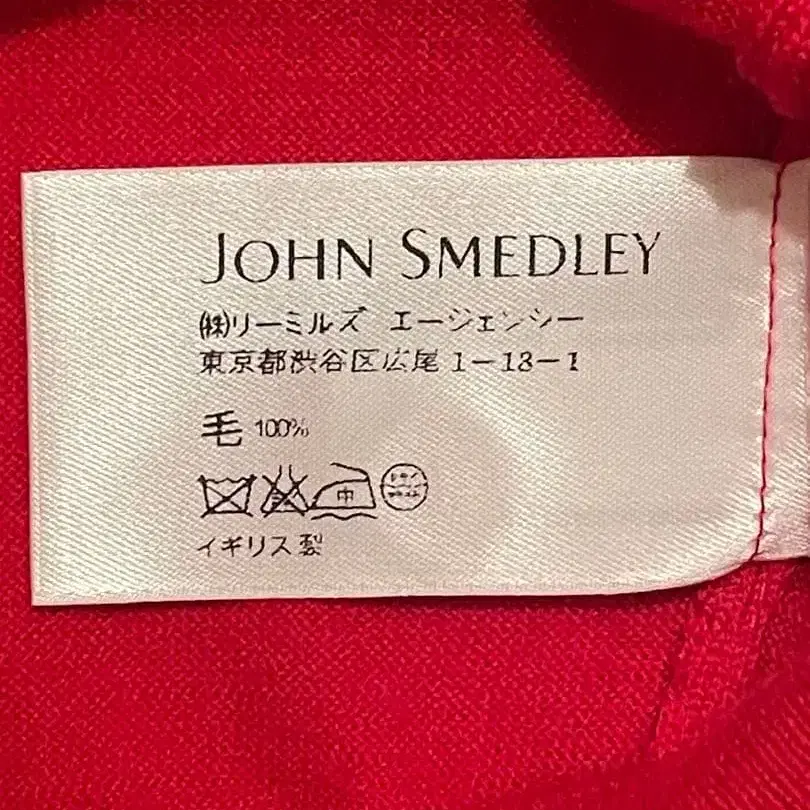 JOHN SMEDLEY
㈱リーミルズ エージェンシー
東京都渋谷区広尾1-13-1
毛 100%
中
イギリス製